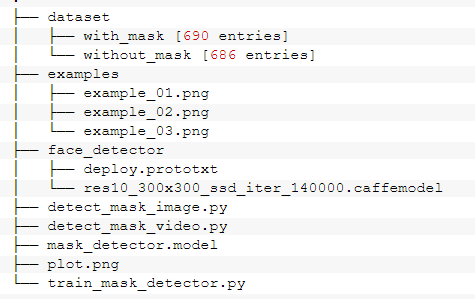 ├── dataset
│   ├── with_mask [690 entries]
│   └── without_mask [686 entries]
├── examples
│   ├── example_01.png
│   ├── example_02.png
│   └── example_03.png
├── face_detector
│   ├── deploy.prototxt
│   └── res10_300x300_ssd_iter_140000.caffemodel
├── detect_mask_image.py
├── detect_mask_video.py
├── mask_detector.model
├── plot.png
└── train_mask_detector.py